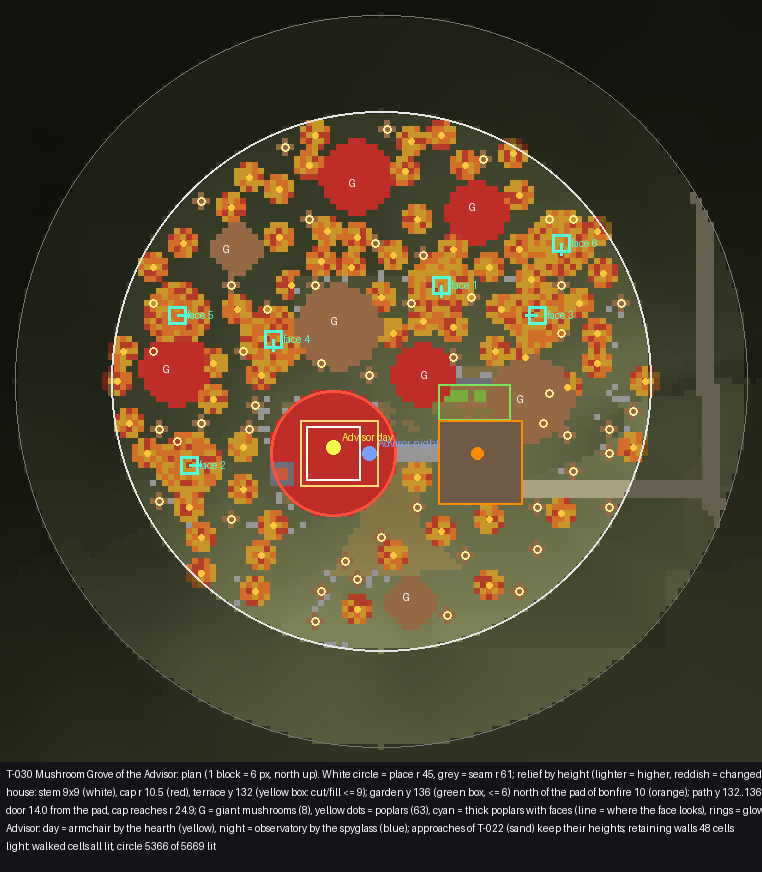 G
G
G
face 6
face 1
face 5
face 3
G
face 4
G
G
G
Advisor day
Advisor night
face 2
G
T-030 Mushroom Grove of the Advisor: plan (1 block = 6 px, north up). White circle = place r 45, grey = seam r 61; relief by height (lighter = higher, reddish = changed
house: stem 9x9 (white), cap r 10.5 (red), terrace y 132 (yellow box cut/fill <= 9); garden y 136 (green box, <= 6) north of the pad of bonfire 10 (orange); path y 132..136
door 14.0 from the pad, cap reaches r 24.9; G = giant mushrooms (8), yellow dots = poplars (63), cyan = thick poplars with faces (line = where the face looks), rings = glow
Advisor: day = armchair by the hearth (yellow), night = observatory by the spyglass (blue); approaches of T-022 (sand) keep their heights; retaining walls 48 cells
light: walked cells all lit, circle 5366 of 5669 lit